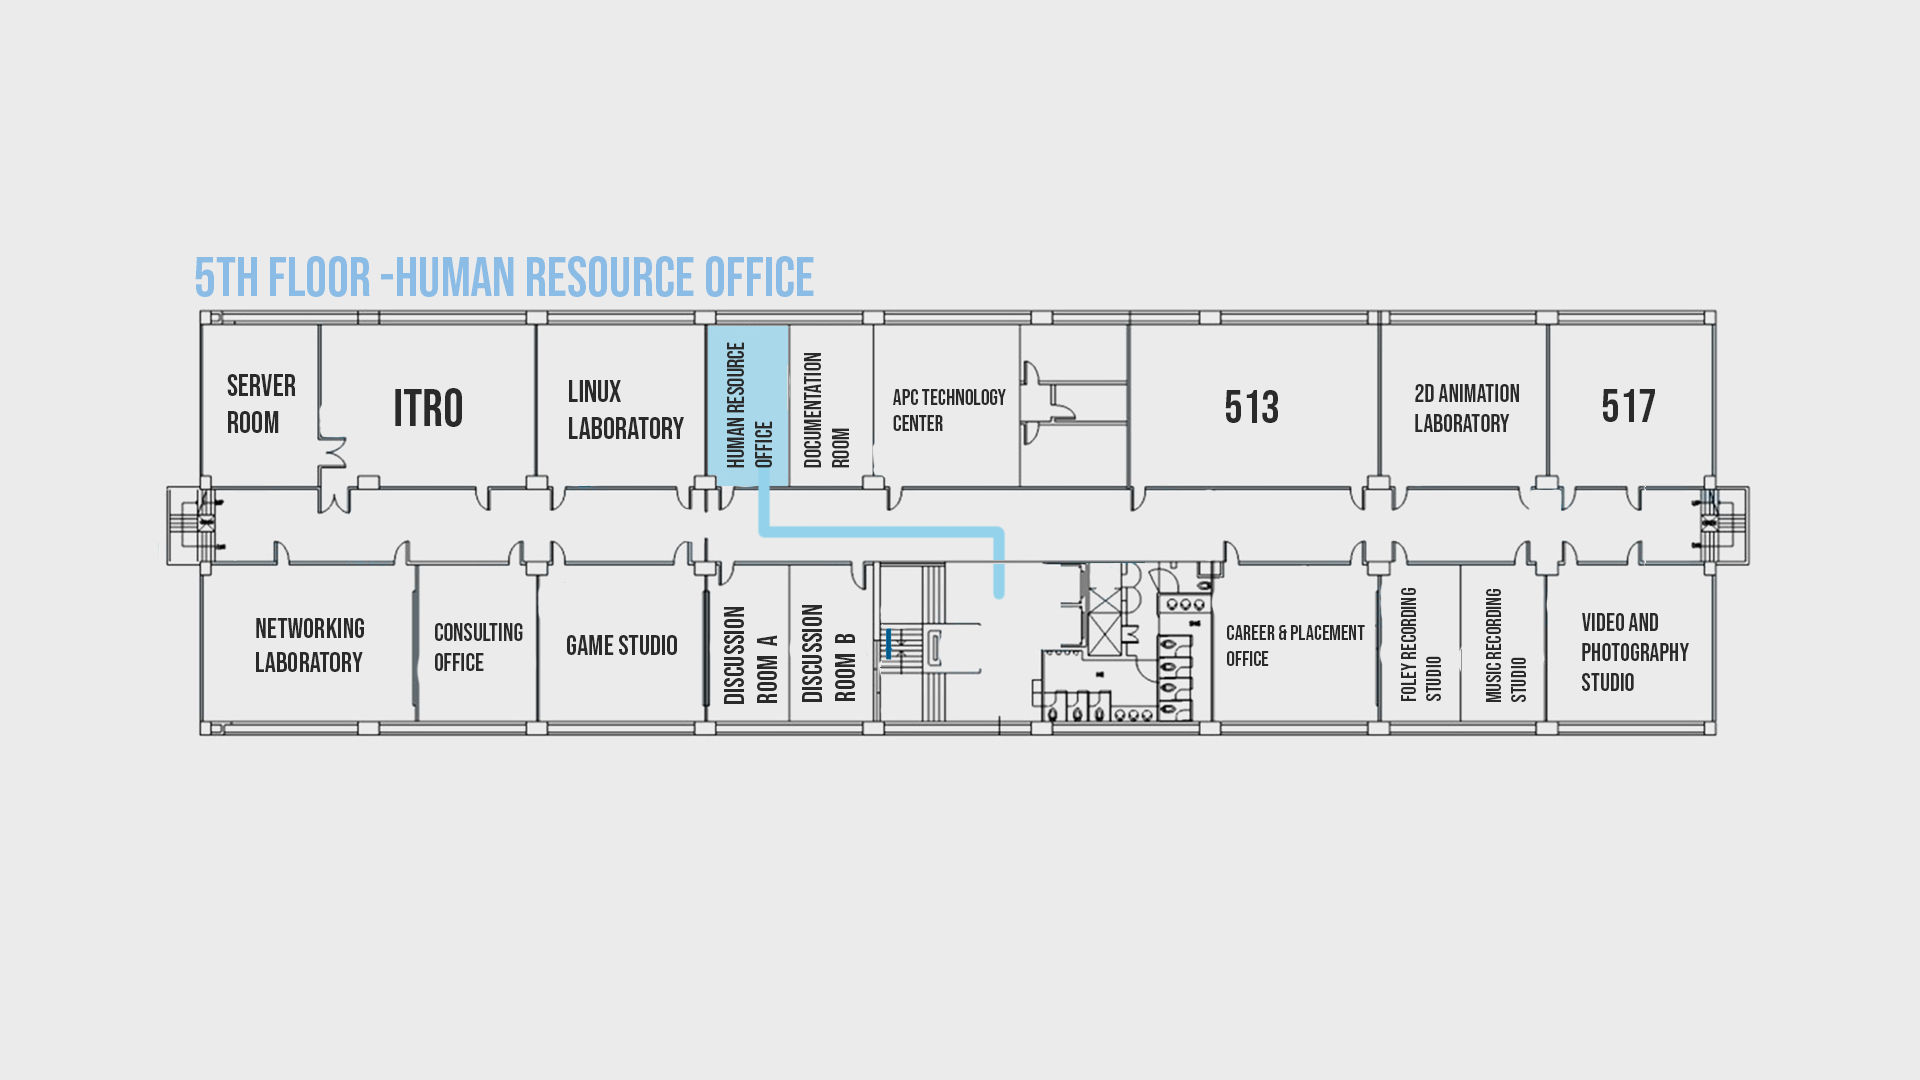 5TH FLOOR -HUMAN RESOURCE OFFICE
SERVER
ROOM
ITRO
LINUX
LABORATORY
HUMAN RESOURCE
OFFICE
DOCUMENTATION
ROOM
APC TECHNOLOGY
CENTER
513
2D ANIMATION
LABORATORY
517
NETWORKING
LABORATORY
CONSULTING
OFFICE
GAME STUDIO
DISCUSSION
ROOM A
DISCUSSION
ROOM B
CAREER & PLACEMENT
OFFICE
FOLEY RECORDING
STUDIO
MUSIC RECORDING
STUDIO
VIDEO AND
PHOTOGRAPHY
STUDIO